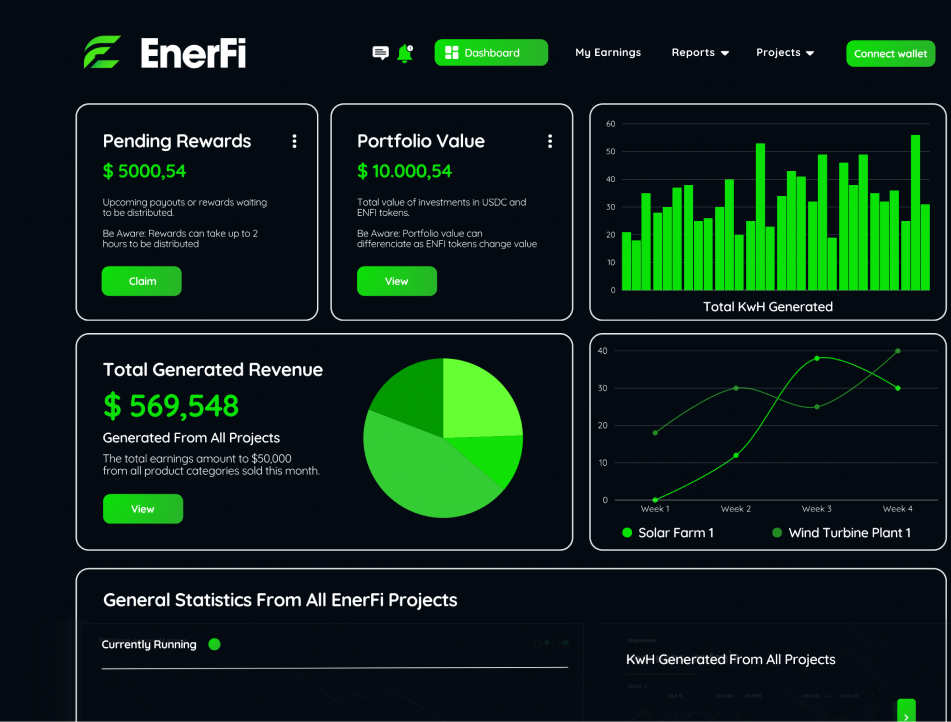 EnerFi
Dashboard
My Earnings
Reports
Projects
Connect wallet
Pending Rewards
$ 5000,54
Upcoming payouts or rewards waiting
to be distributed.
Be Aware: Rewards can take up to 2
hours to be distributed
Claim
Portfolio Value
$ 10.000,54
Total value of investments in USDC and
ENFI tokens.
Be Aware: Portfolio value can
differenciate as ENFI tokens change value
View
60
50
40
30
20
10
0
Total KwH Generated
Total Generated Revenue
$ 569,548
Generated From All Projects
The total earnings amount to $50,000
from all product categories sold this month.
View
40
30
20
10
0
Week 1 Week 2 Week 3 Week 4
Solar Farm 1 Wind Turbine Plant 1
General Statistics From All EnerFi Projects
Currently Running
KwH Generated From All Projects